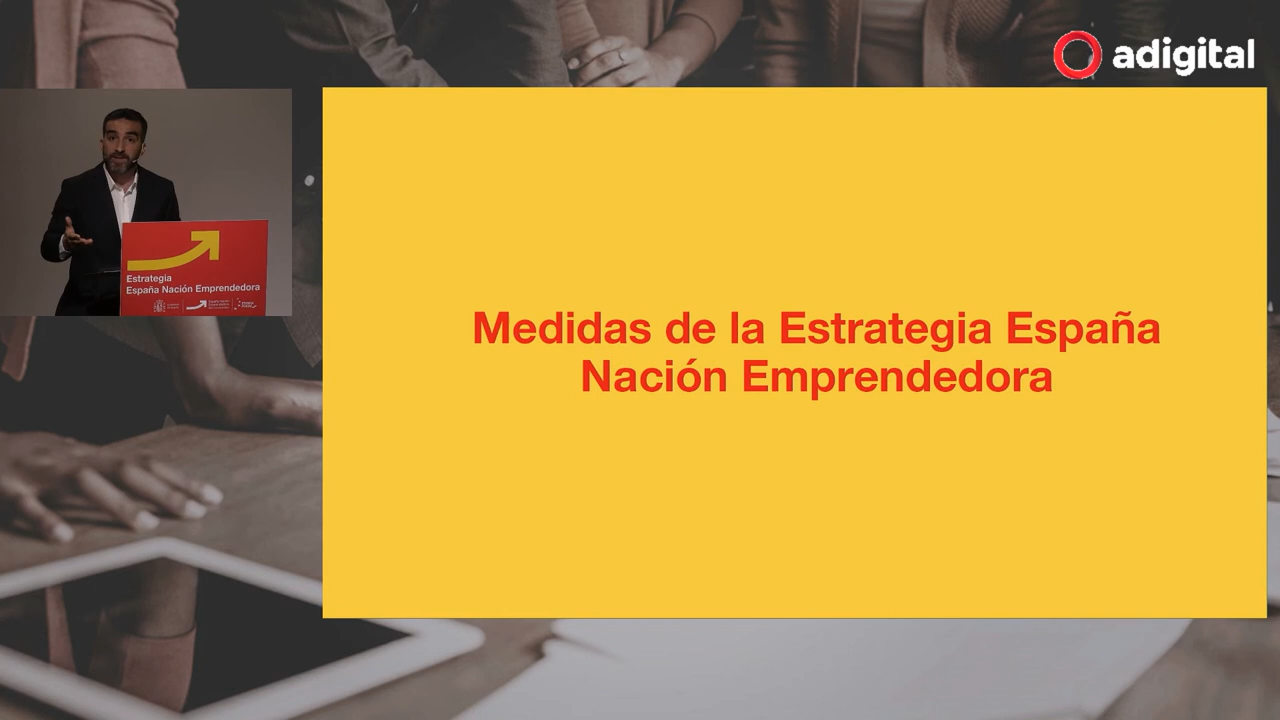 adigital
Estrategia
España Nación Emprendedora
Medidas de la Estrategia España
Nación Emprendedora